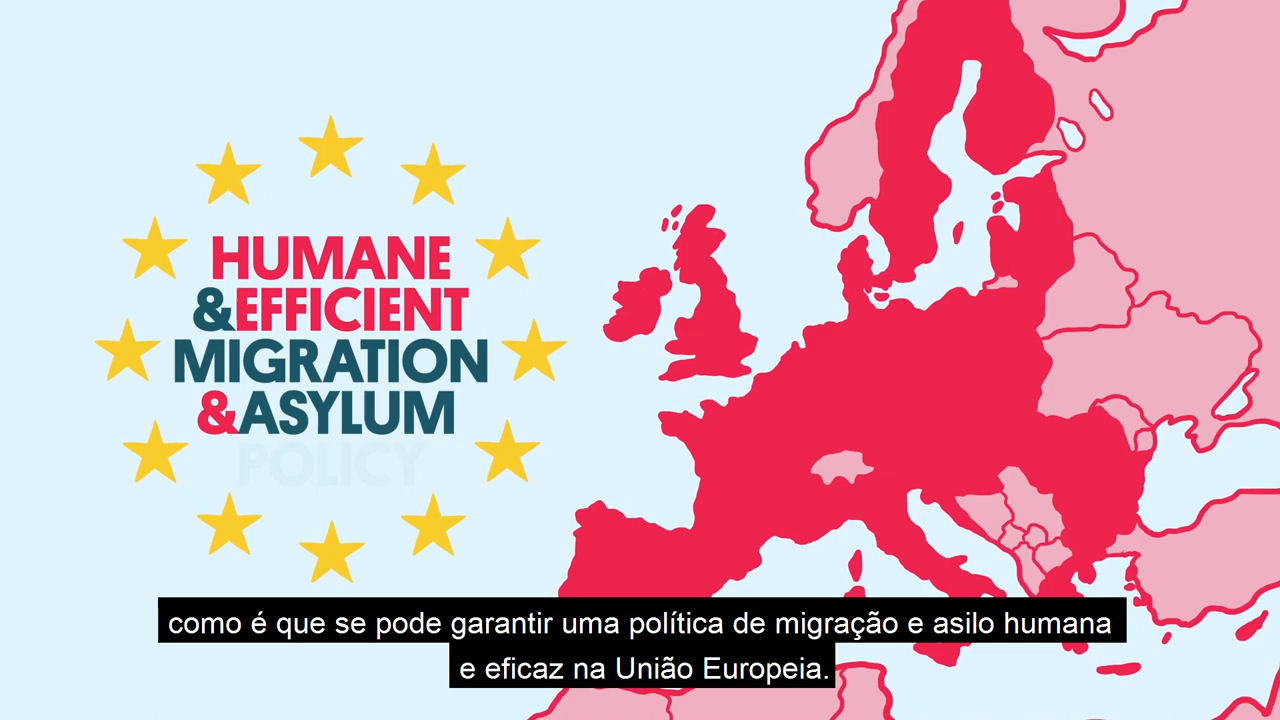 HUMANE
&EFFICIENT
MIGRATION
&ASYLUM
POLICY
como é que se pode garantir uma política de migração e asilo humana
e eficaz na União Europeia.